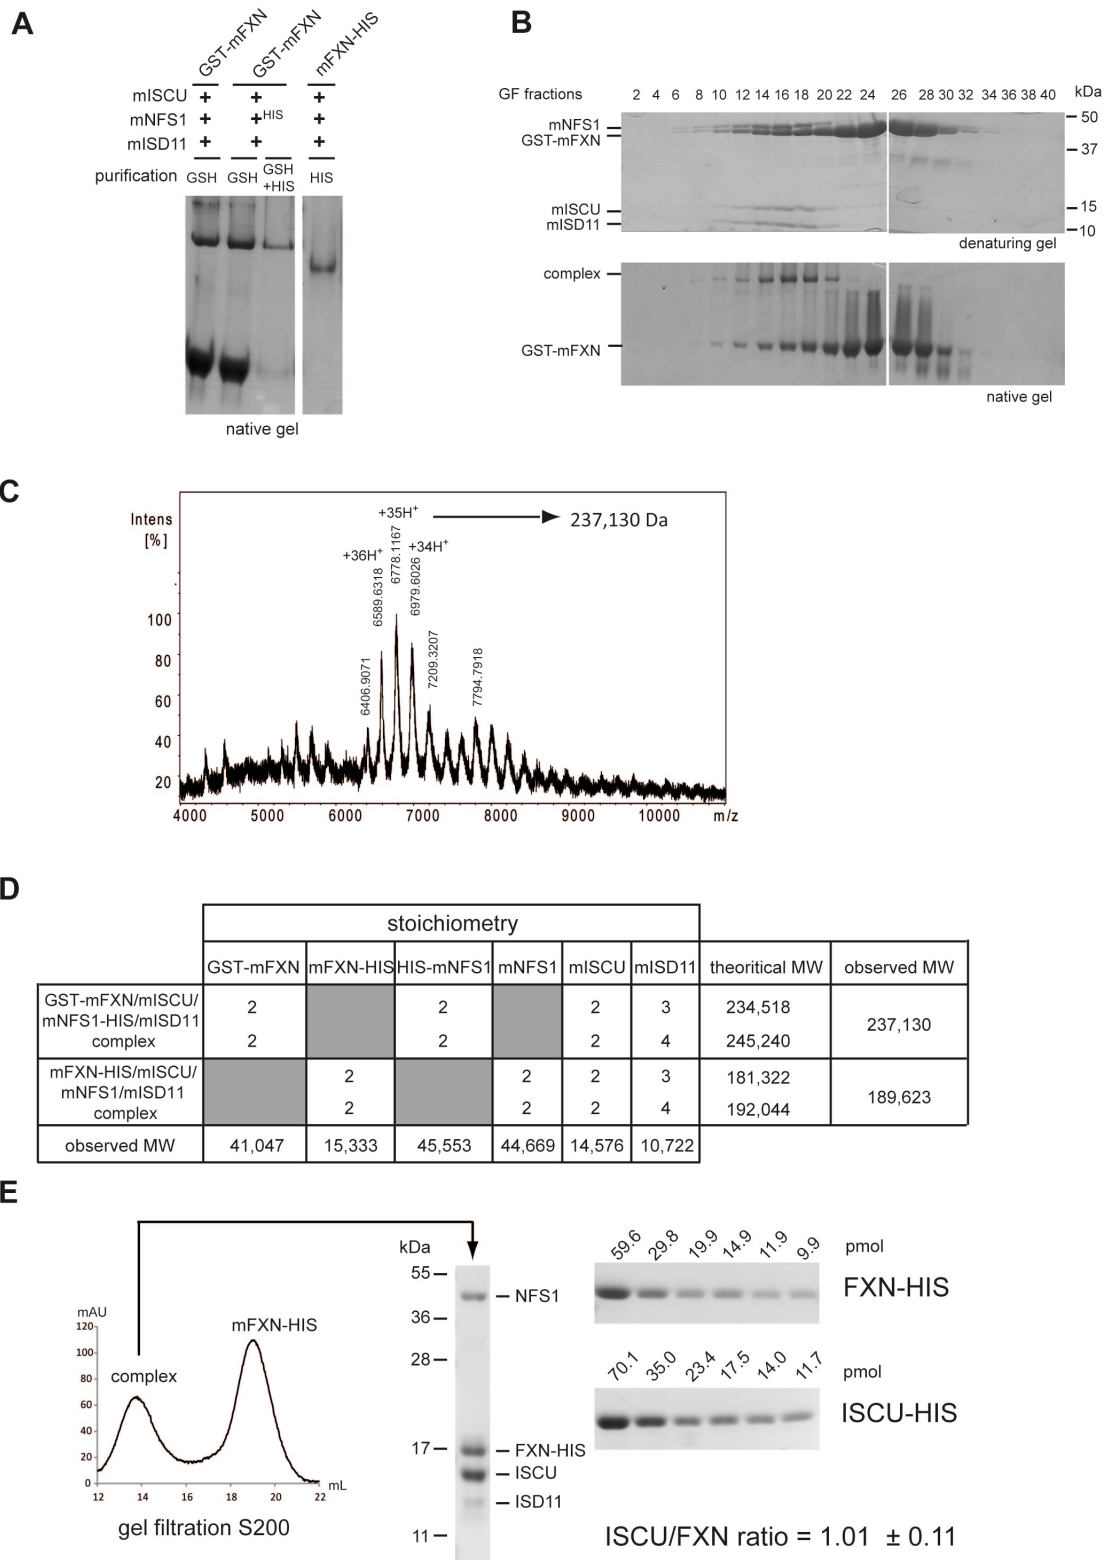 A
GST-mFXN
GST-mFXN
mFXN-HIS
mISCU + + +
mNFS1 + +HIS +
mISD11 + + +
purification GSH GSH GSH +HIS HIS
native gel
B
GF fractions 2 4 6 8 10 12 14 16 18 20 22 24 26 28 30 32 34 36 38 40 kDa
mNFS1
GST-mFXN
mISCU
mISD11
50
37
15
10
denaturing gel
complex
GST-mFXN
native gel
C
Intens
[%]
100
80
60
40
20
+36H+
+35H+
+34H+
237,130 Da
6406.9071
6589.6318
6778.1167
6979.6026
7209.3207
7794.7918
4000 5000 6000 7000 8000 9000 10000 m/z
D
stoichiometry
GST-mFXN mFXN-HIS HIS-mNFS1 mNFS1 mISCU mISD11 theoritical MW observed MW
GST-mFXN/mISCU/
mNFS1-HIS/mISD11
complex
2 2 2 3 234,518
2 2 2 4 245,240
237,130
mFXN-HIS/mISCU/
mNFS1/mISD11
complex
2 2 2 3 181,322
2 2 2 4 192,044
189,623
observed MW 41,047 15,333 45,553 44,669 14,576 10,722
E
mAU
120
100
80
60
40
20
0
complex
mFXN-HIS
12 14 16 18 20 22 mL
gel filtration S200
kDa
55
36
28
17
11
NFS1
FXN-HIS
ISCU
ISD11
59.6 29.8 19.9 14.9 11.9 9.9 pmol
FXN-HIS
70.1 35.0 23.4 17.5 14.0 11.7 pmol
ISCU-HIS
ISCU/FXN ratio = 1.01 ± 0.11